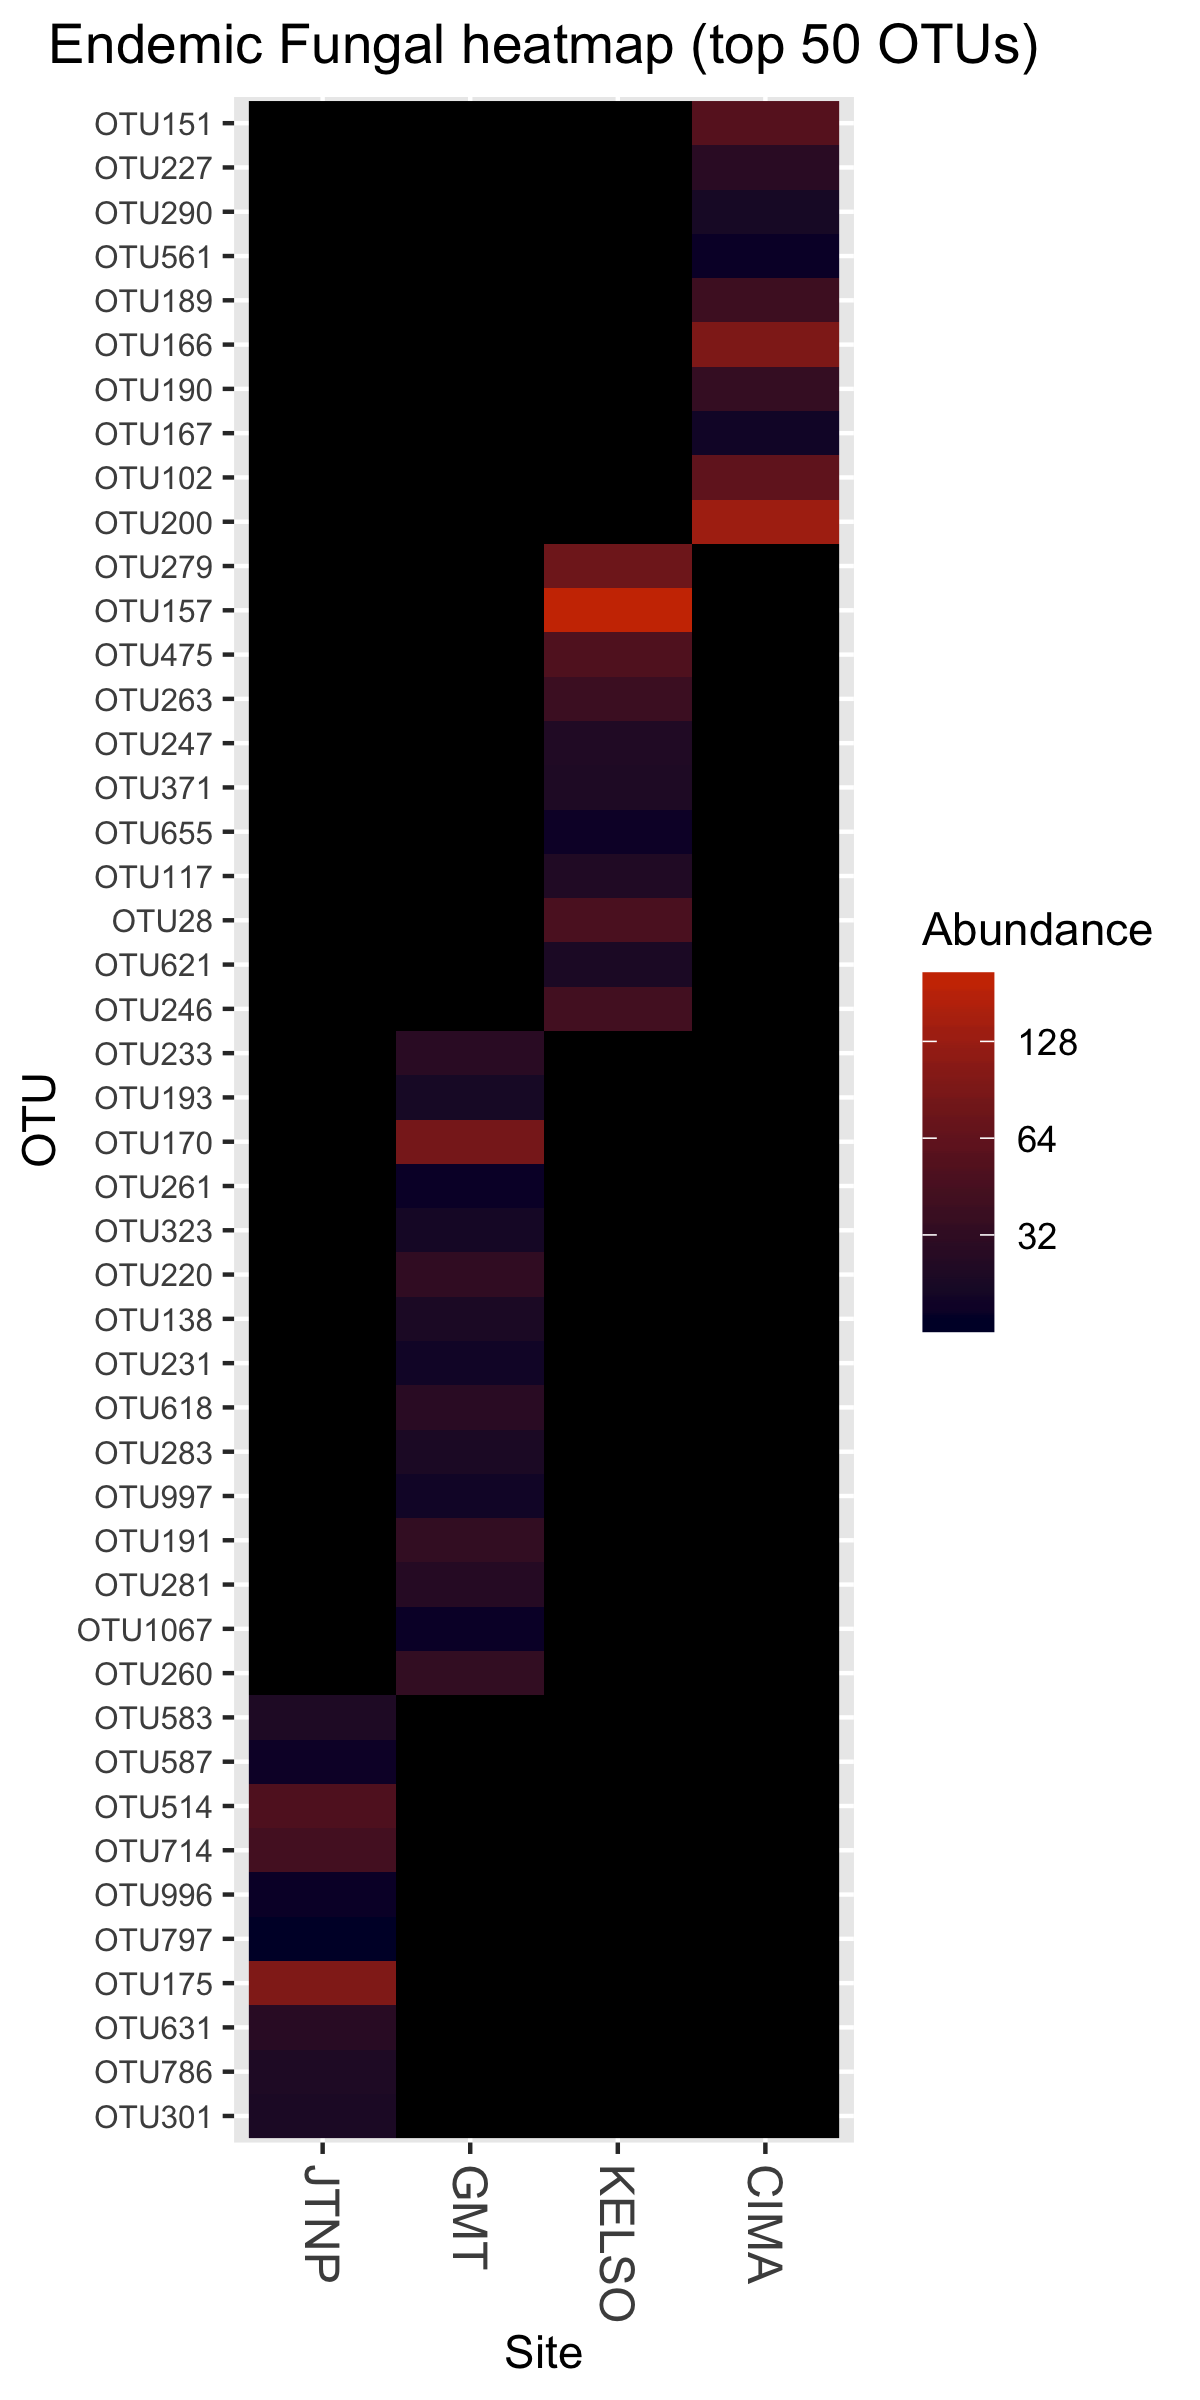 Endemic Fungal heatmap (top 50 OTUs)
OTU151
OTU227
OTU290
OTU561
OTU189
OTU166
OTU190
OTU167
OTU102
OTU200
OTU279
OTU157
OTU475
OTU263
OTU247
OTU371
OTU655
OTU117
OTU28
OTU621
OTU246
OTU233
OTU193
OTU170
OTU261
OTU323
OTU220
OTU138
OTU231
OTU618
OTU283
OTU997
OTU191
OTU281
OTU1067
OTU260
OTU583
OTU587
OTU514
OTU714
OTU996
OTU797
OTU175
OTU631
OTU786
OTU301
OTU
JTNP
GMT
KELSO
CIMA
Site
Abundance
128
64
32